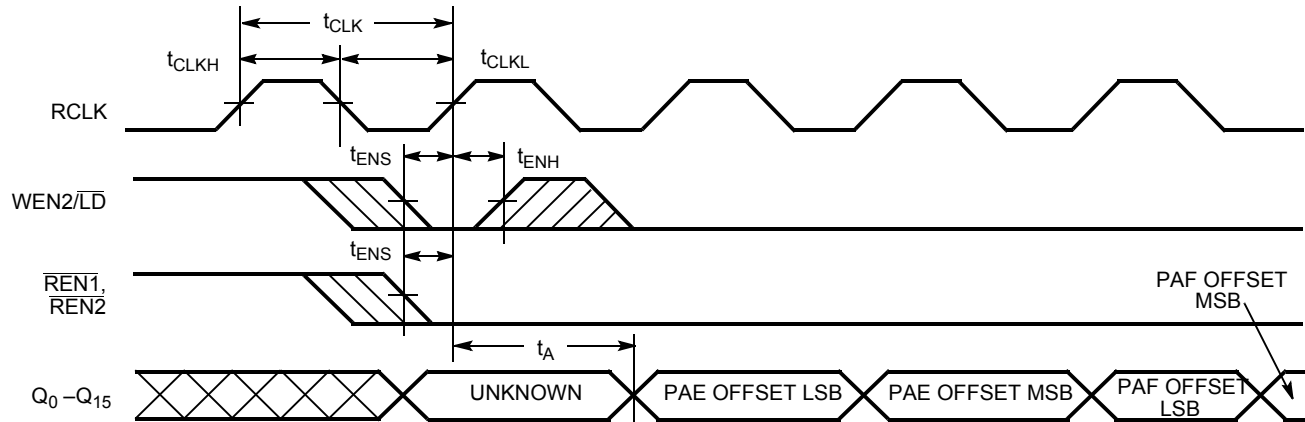 tCLK
tCLKH
tCLKL
RCLK
tENS
tENH
WEN2/LD
tENS
REN1,
REN2
PAF OFFSET
MSB
tA
Q0 –Q15
UNKNOWN
PAE OFFSET LSB
PAE OFFSET MSB
PAF OFFSET
LSB